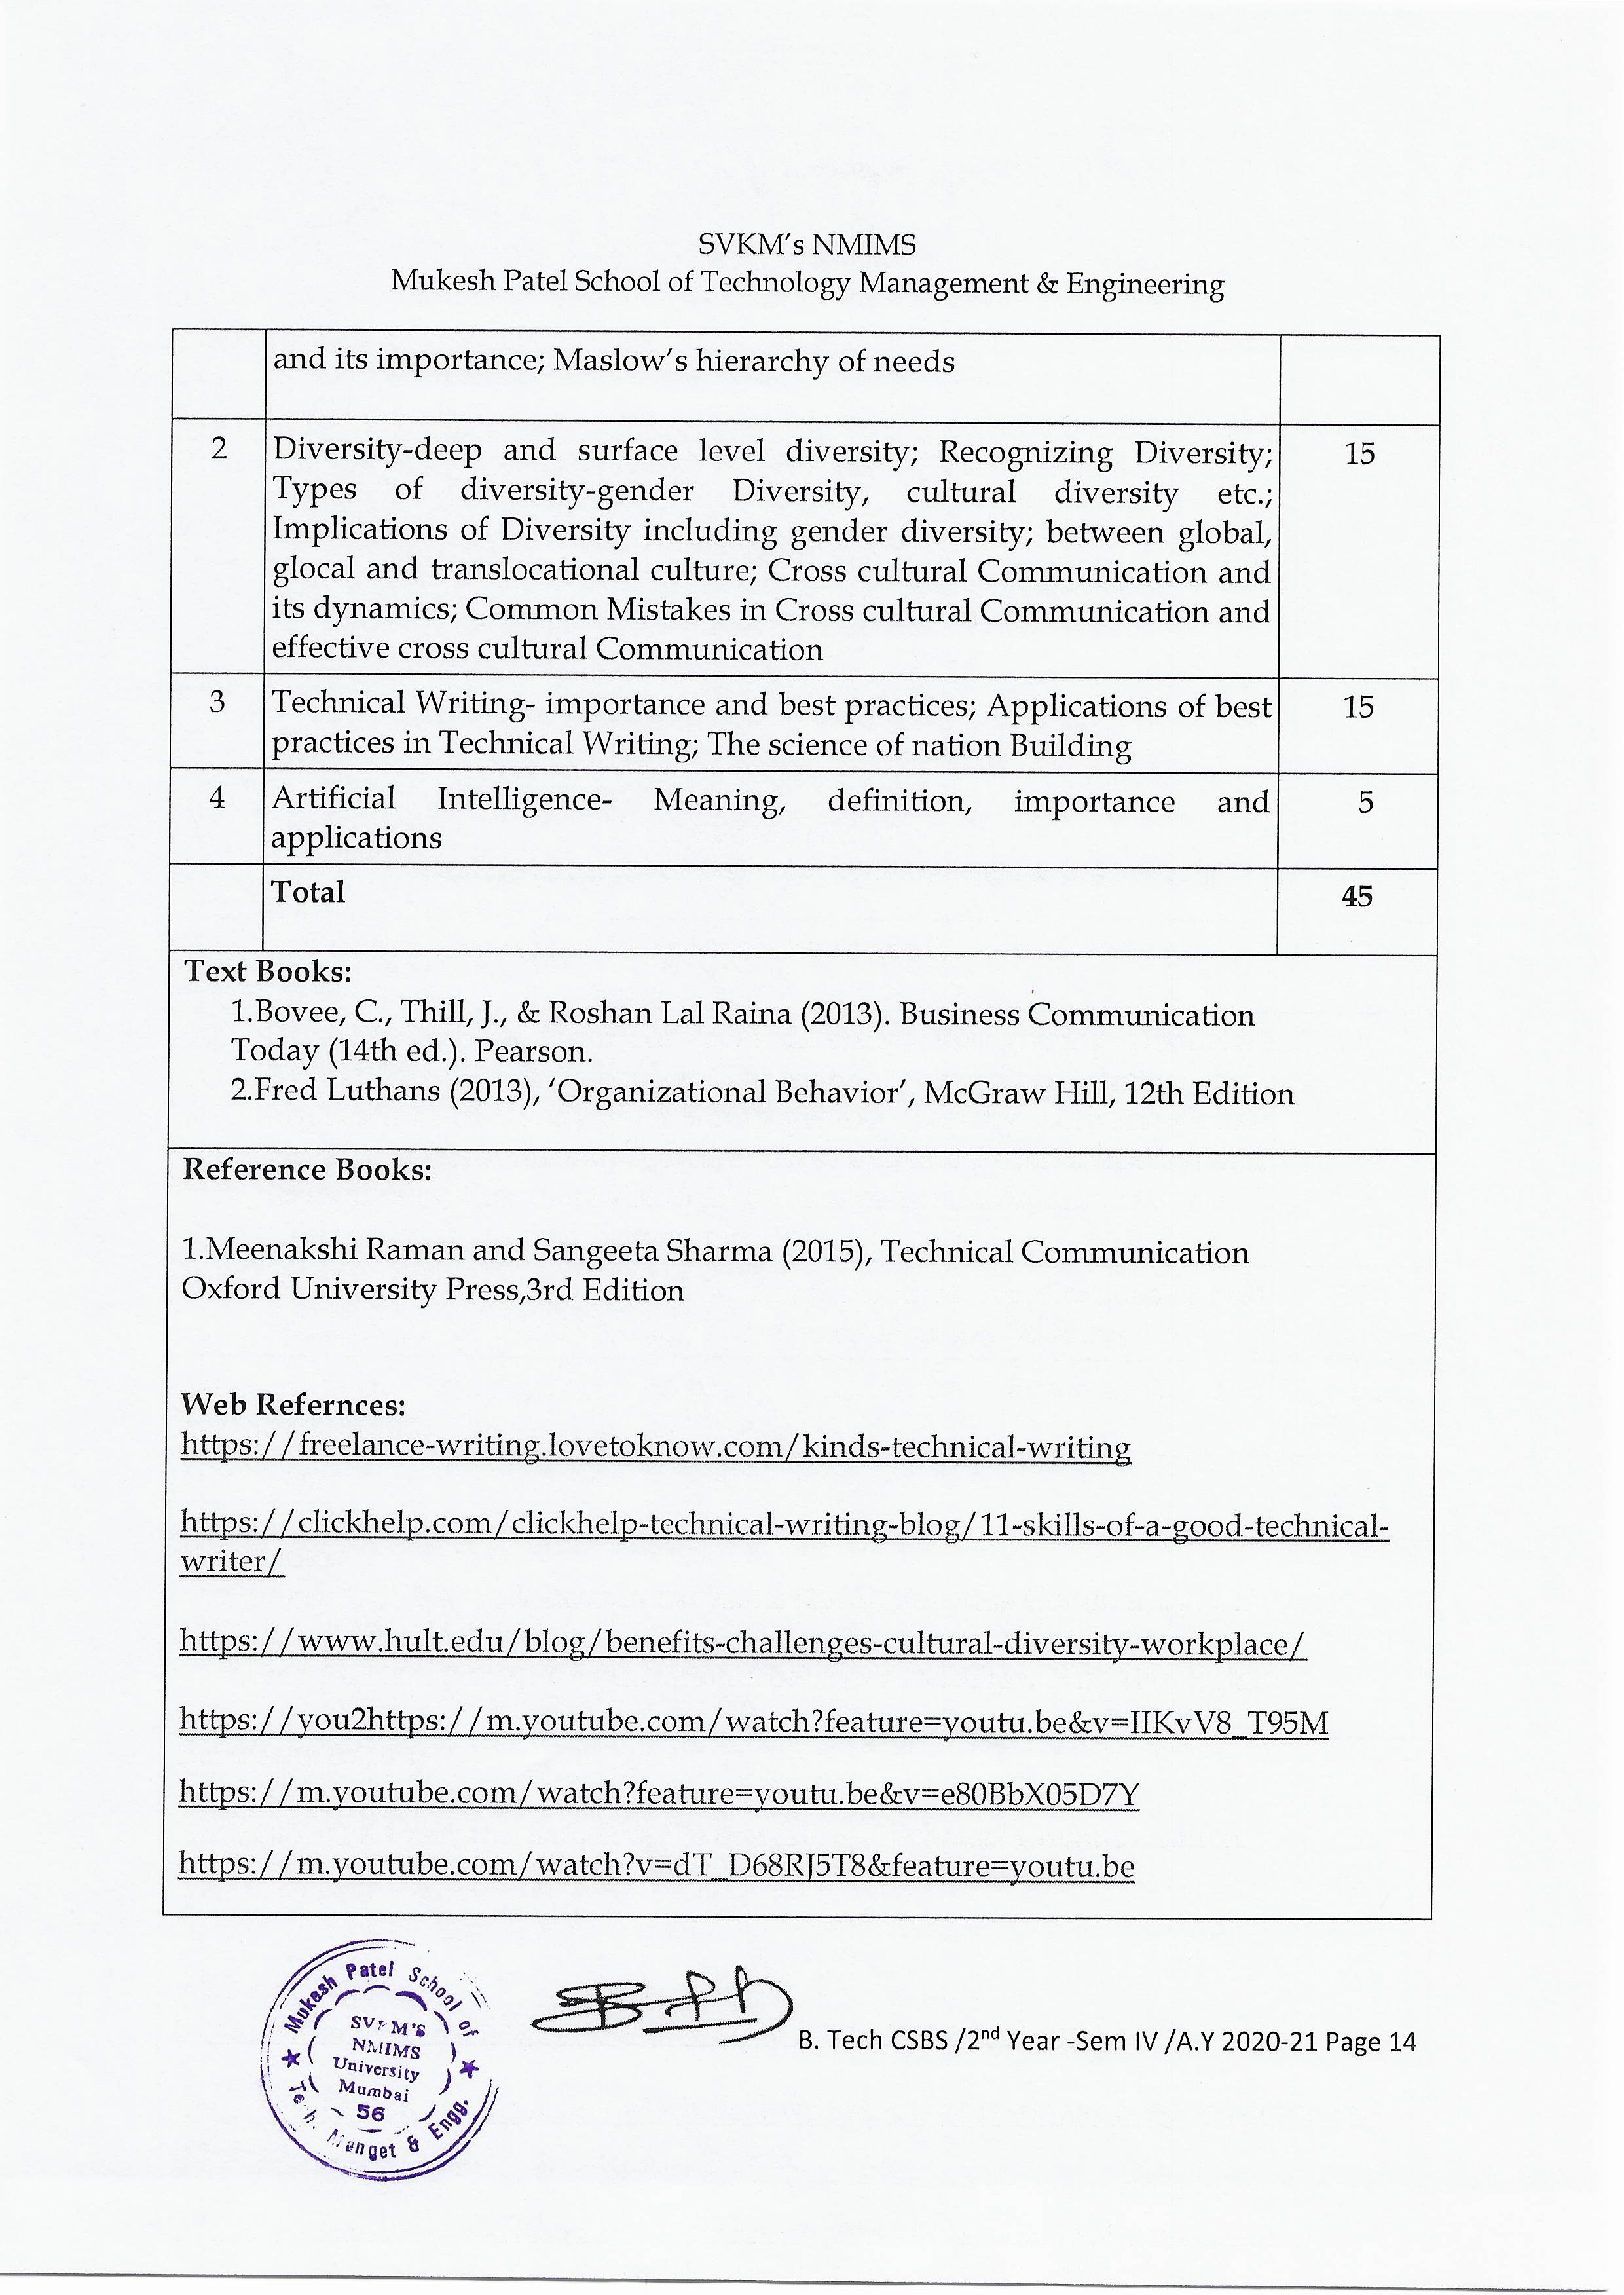 SVKM's NMIMS
Mukesh Patel School of Technology Management & Engineering
and its importance; Maslow's hierarchy of needs
2 Diversity-deep and surface level diversity; Recognizing Diversity; 15
Types of diversity-gender Diversity, cultural diversity etc.;
Implications of Diversity including gender diversity; between global,
glocal and translocational culture; Cross cultural Communication and
its dynamics; Common Mistakes in Cross cultural Communication and
effective cross cultural Communication
3 Technical Writing- importance and best practices; Applications of best 15
practices in Technical Writing; The science of nation Building
4 Artificial Intelligence- Meaning, definition, importance and 5
applications
Total 45
Text Books:
1.Bovee, C., Thill, J., & Roshan Lal Raina (2013). Business Communication
Today (14th ed.). Pearson.
2.Fred Luthans (2013), 'Organizational Behavior', McGraw Hill, 12th Edition
Reference Books:
1.Meenakshi Raman and Sangeeta Sharma (2015), Technical Communication
Oxford University Press,3rd Edition
Web Refernces:
https://freelance-writing.lovetoknow.com/kinds-technical-writing
https://clickhelp.com/clickhelp-technical-writing-blog/11-skills-of-a-good-technical-
writer/
https://www.hult.edu/blog/benefits-challenges-cultural-diversity-workplace/
https://you2https://m.youtube.com/watch?feature=youtu.be&v=IIKvV8_T95M
https://m.youtube.com/watch?feature=youtu.be&v=e80BbX05D7Y
https://m.youtube.com/watch?v=dT_D68RJ5T8&feature=youtu.be
Mukesh Patel School of
Tech. Manget & Engg.
SVKM'S
NMIMS
University
Mumbai
56
B. Tech CSBS /2nd Year -Sem IV /A.Y 2020-21 Page 14